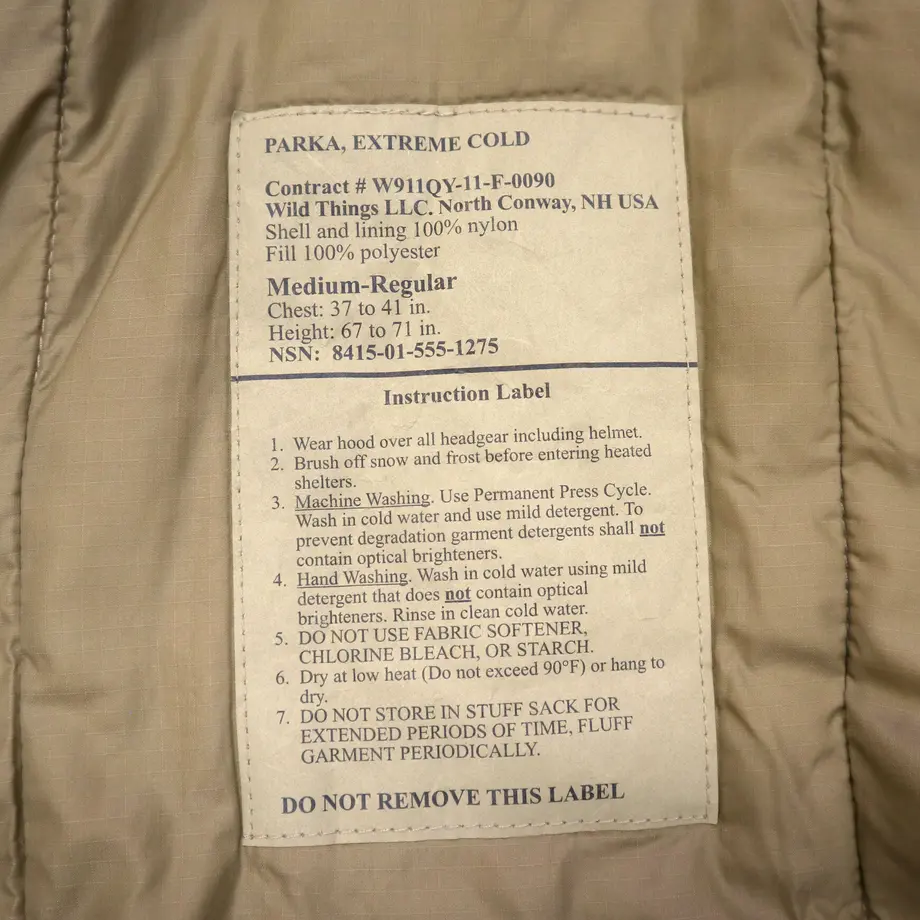 PARKA, EXTREME COLD
Contract # W911QY-11-F-0090
Wild Things LLC. North Conway, NH USA
Shell and lining 100% nylon
Fill 100% polyester
Medium-Regular
Chest: 37 to 41 in.
Height: 67 to 71 in.
NSN: 8415-01-555-1275
Instruction Label
1. Wear hood over all headgear including helmet.
2. Brush off snow and frost before entering heated
shelters.
3. Machine Washing. Use Permanent Press Cycle.
Wash in cold water and use mild detergent. To
prevent degradation garment detergents shall not
contain optical brighteners.
4. Hand Washing. Wash in cold water using mild
detergent that does not contain optical
brighteners. Rinse in clean cold water.
5. DO NOT USE FABRIC SOFTENER,
CHLORINE BLEACH, OR STARCH.
6. Dry at low heat (Do not exceed 90°F) or hang to
dry.
7. DO NOT STORE IN STUFF SACK FOR
EXTENDED PERIODS OF TIME, FLUFF
GARMENT PERIODICALLY.
DO NOT REMOVE THIS LABEL